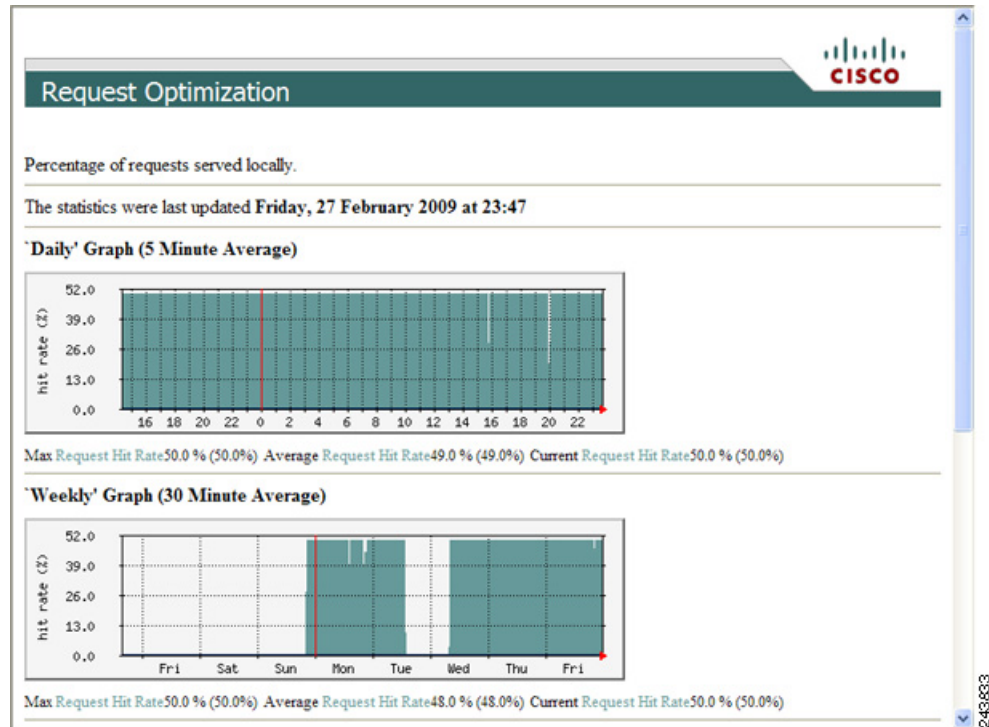 CISCO
Request Optimization
Percentage of requests served locally.
The statistics were last updated Friday, 27 February 2009 at 23:47
`Daily' Graph (5 Minute Average)
52.0
39.0
26.0
13.0
0.0
hit rate (%)
16 18 20 22 0 2 4 6 8 10 12 14 16 18 20 22
Max Request Hit Rate50.0 % (50.0%) Average Request Hit Rate49.0 % (49.0%) Current Request Hit Rate50.0 % (50.0%)
`Weekly' Graph (30 Minute Average)
52.0
39.0
26.0
13.0
0.0
hit rate (%)
Fri Sat Sun Mon Tue Wed Thu Fri
Max Request Hit Rate50.0 % (50.0%) Average Request Hit Rate48.0 % (48.0%) Current Request Hit Rate50.0 % (50.0%)
243833